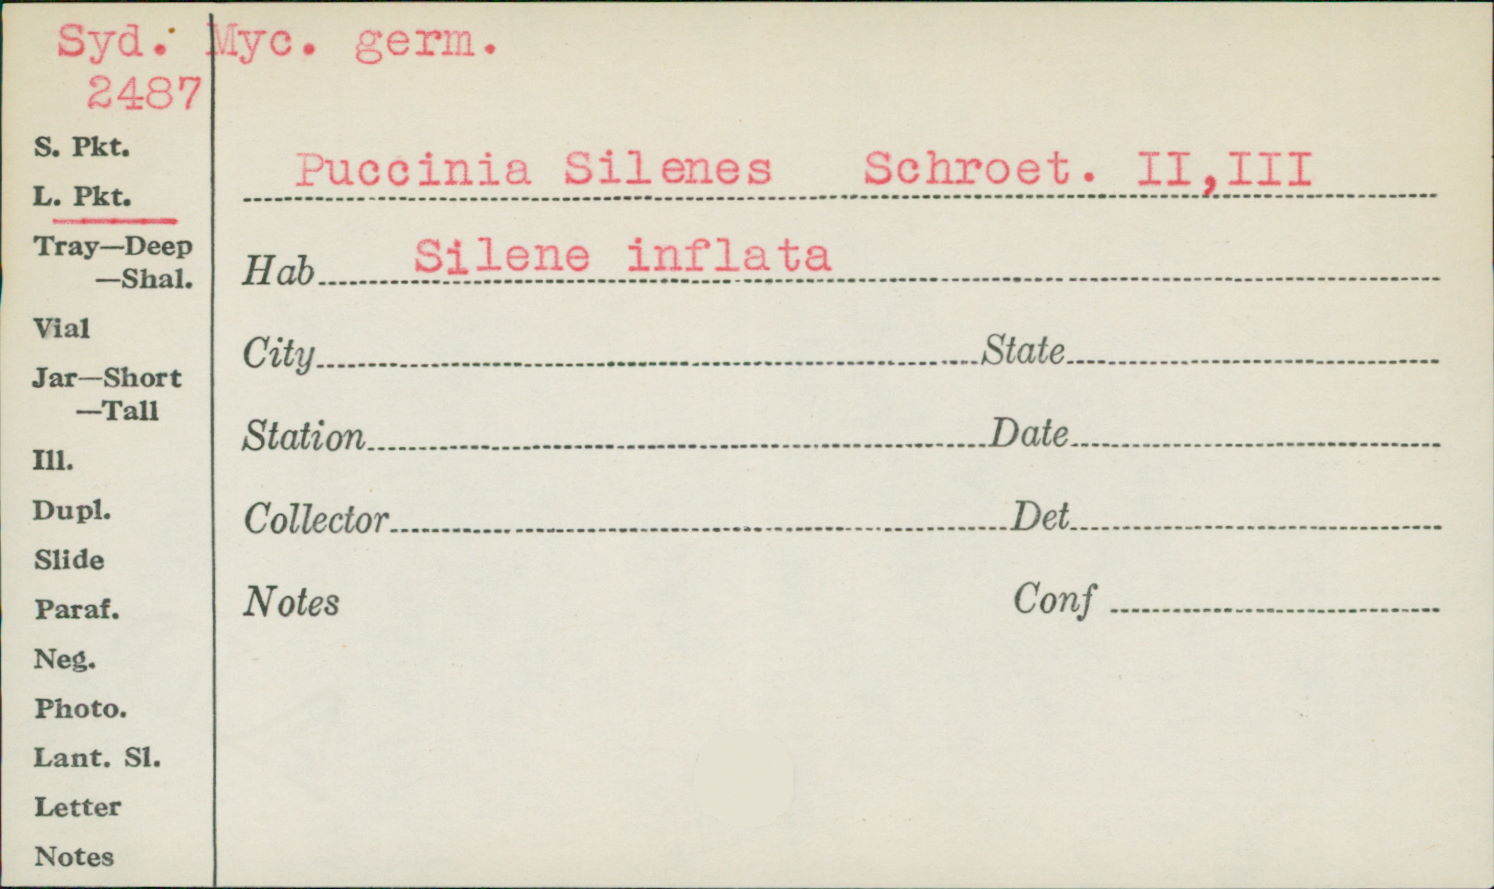 Syd. Myc. germ.
2487
S. Pkt.
Puccinia Silenes Schroet. II,III
L. Pkt.
Tray—Deep
—Shal.
Hab Silene inflata
Vial
City State
Jar—Short
—Tall
Station Date
Ill.
Dupl.
Collector Det
Slide
Paraf.
Notes Conf
Neg.
Photo.
Lant. Sl.
Letter
Notes